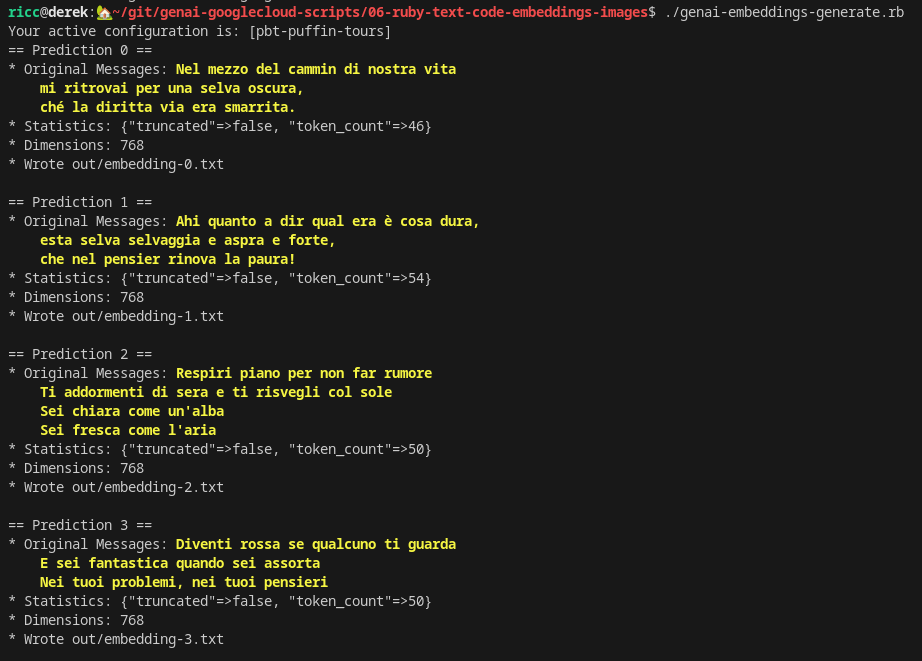 ricc@derek:🏡~/git/genai-googlecloud-scripts/06-ruby-text-code-embeddings-images$ ./genai-embeddings-generate.rb
Your active configuration is: [pbt-puffin-tours]
== Prediction 0 ==
* Original Messages: Nel mezzo del cammin di nostra vita
    mi ritrovai per una selva oscura,
    ché la diritta via era smarrita.
* Statistics: {"truncated"=>false, "token_count"=>46}
* Dimensions: 768
* Wrote out/embedding-0.txt

== Prediction 1 ==
* Original Messages: Ahi quanto a dir qual era è cosa dura,
    esta selva selvaggia e aspra e forte,
    che nel pensier rinova la paura!
* Statistics: {"truncated"=>false, "token_count"=>54}
* Dimensions: 768
* Wrote out/embedding-1.txt

== Prediction 2 ==
* Original Messages: Respiri piano per non far rumore
    Ti addormenti di sera e ti risvegli col sole
    Sei chiara come un'alba
    Sei fresca come l'aria
* Statistics: {"truncated"=>false, "token_count"=>50}
* Dimensions: 768
* Wrote out/embedding-2.txt

== Prediction 3 ==
* Original Messages: Diventi rossa se qualcuno ti guarda
    E sei fantastica quando sei assorta
    Nei tuoi problemi, nei tuoi pensieri
* Statistics: {"truncated"=>false, "token_count"=>50}
* Dimensions: 768
* Wrote out/embedding-3.txt